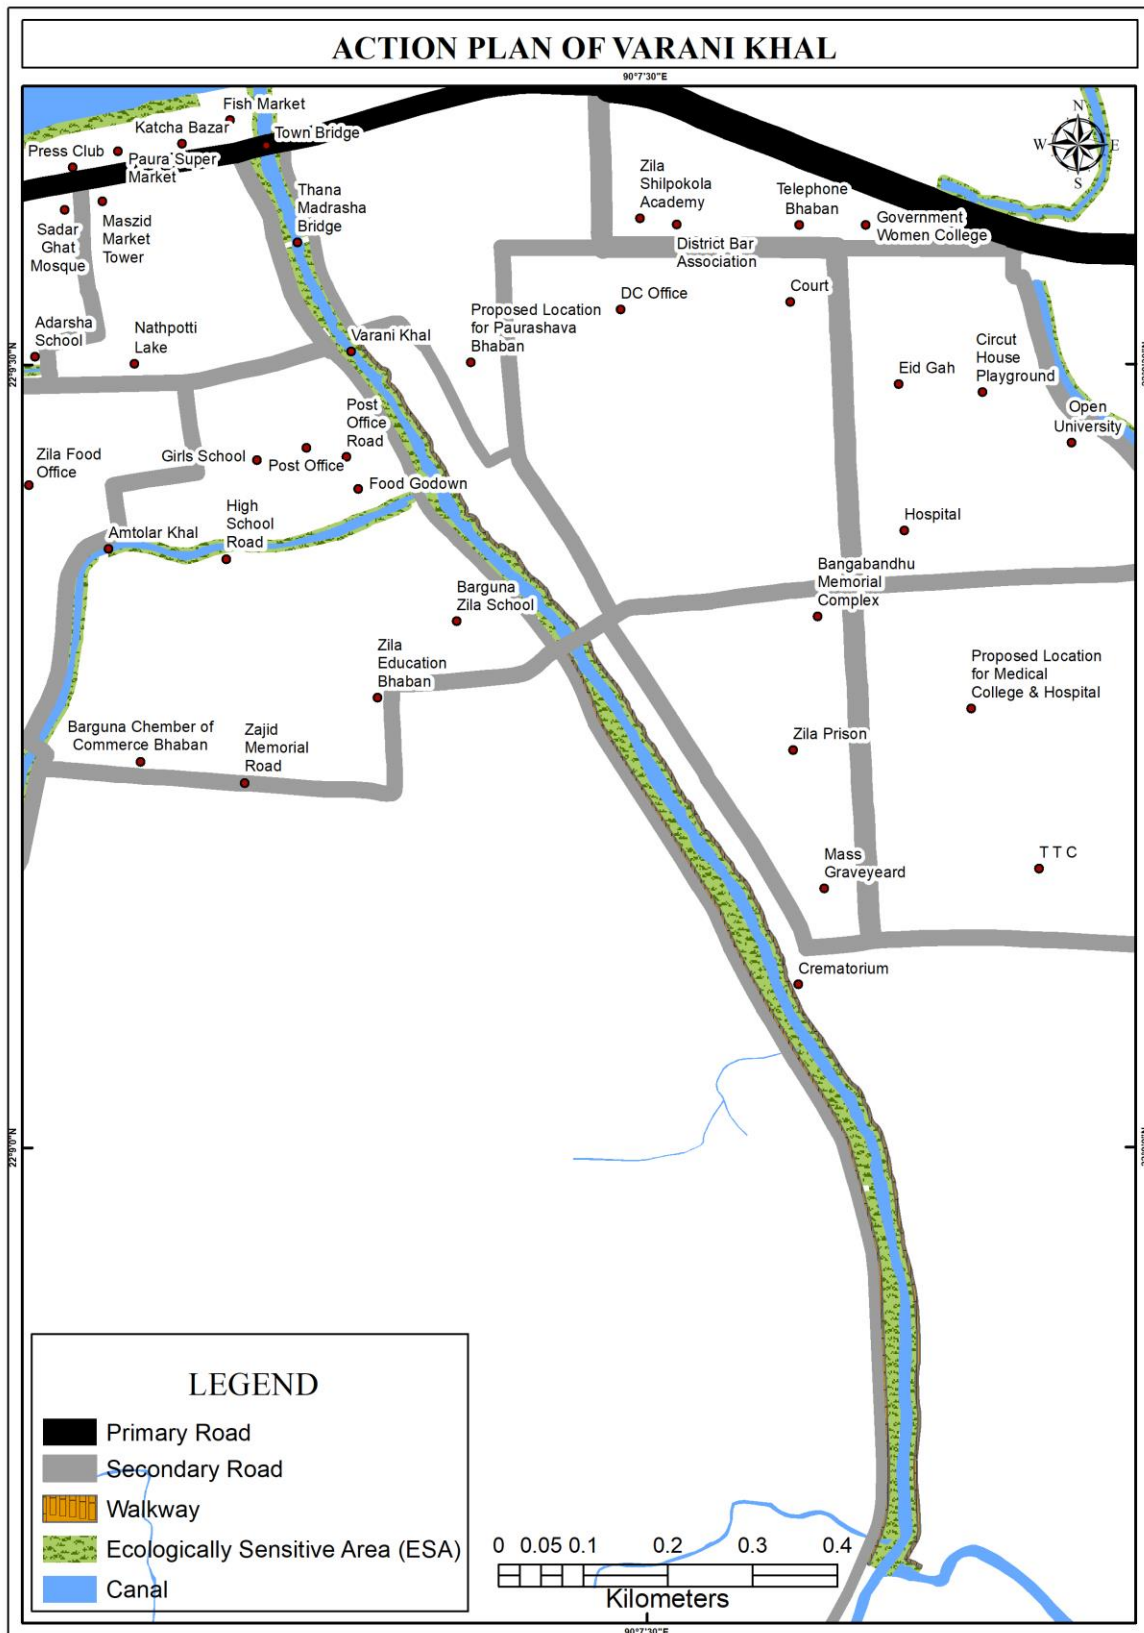 ACTION PLAN OF VARANI KHAL
90°7'30"E
N
W
E
S
Fish Market
Katcha Bazar
Town Bridge
Press Club
Paura Super
Market
Thana
Madrasha
Bridge
Sadar
Ghat
Mosque
Maszid
Market
Tower
Zila
Shilpokola
Academy
Telephone
Bhaban
Government
Women College
District Bar
Association
DC Office
Court
Adarsha
School
Nathpotti
Lake
Varani Khal
Proposed Location
for Paurashava
Bhaban
Circut
House
Playground
Eid Gah
22°9'30"N
Post
Office
Road
Open
University
Zila Food
Office
Girls School
Post Office
Food Godown
High
School
Road
Amtolar Khal
Hospital
Bangabandhu
Memorial
Complex
Barguna
Zila School
Zila
Education
Bhaban
Proposed Location
for Medical
College & Hospital
Barguna Chember of
Commerce Bhaban
Zajid
Memorial
Road
Zila Prison
Mass
Graveyeard
T T C
Crematorium
22°9'0"N
LEGEND
Primary Road
Secondary Road
Walkway
Ecologically Sensitive Area (ESA)
Canal
0 0.05 0.1 0.2 0.3 0.4
Kilometers
90°7'30"E